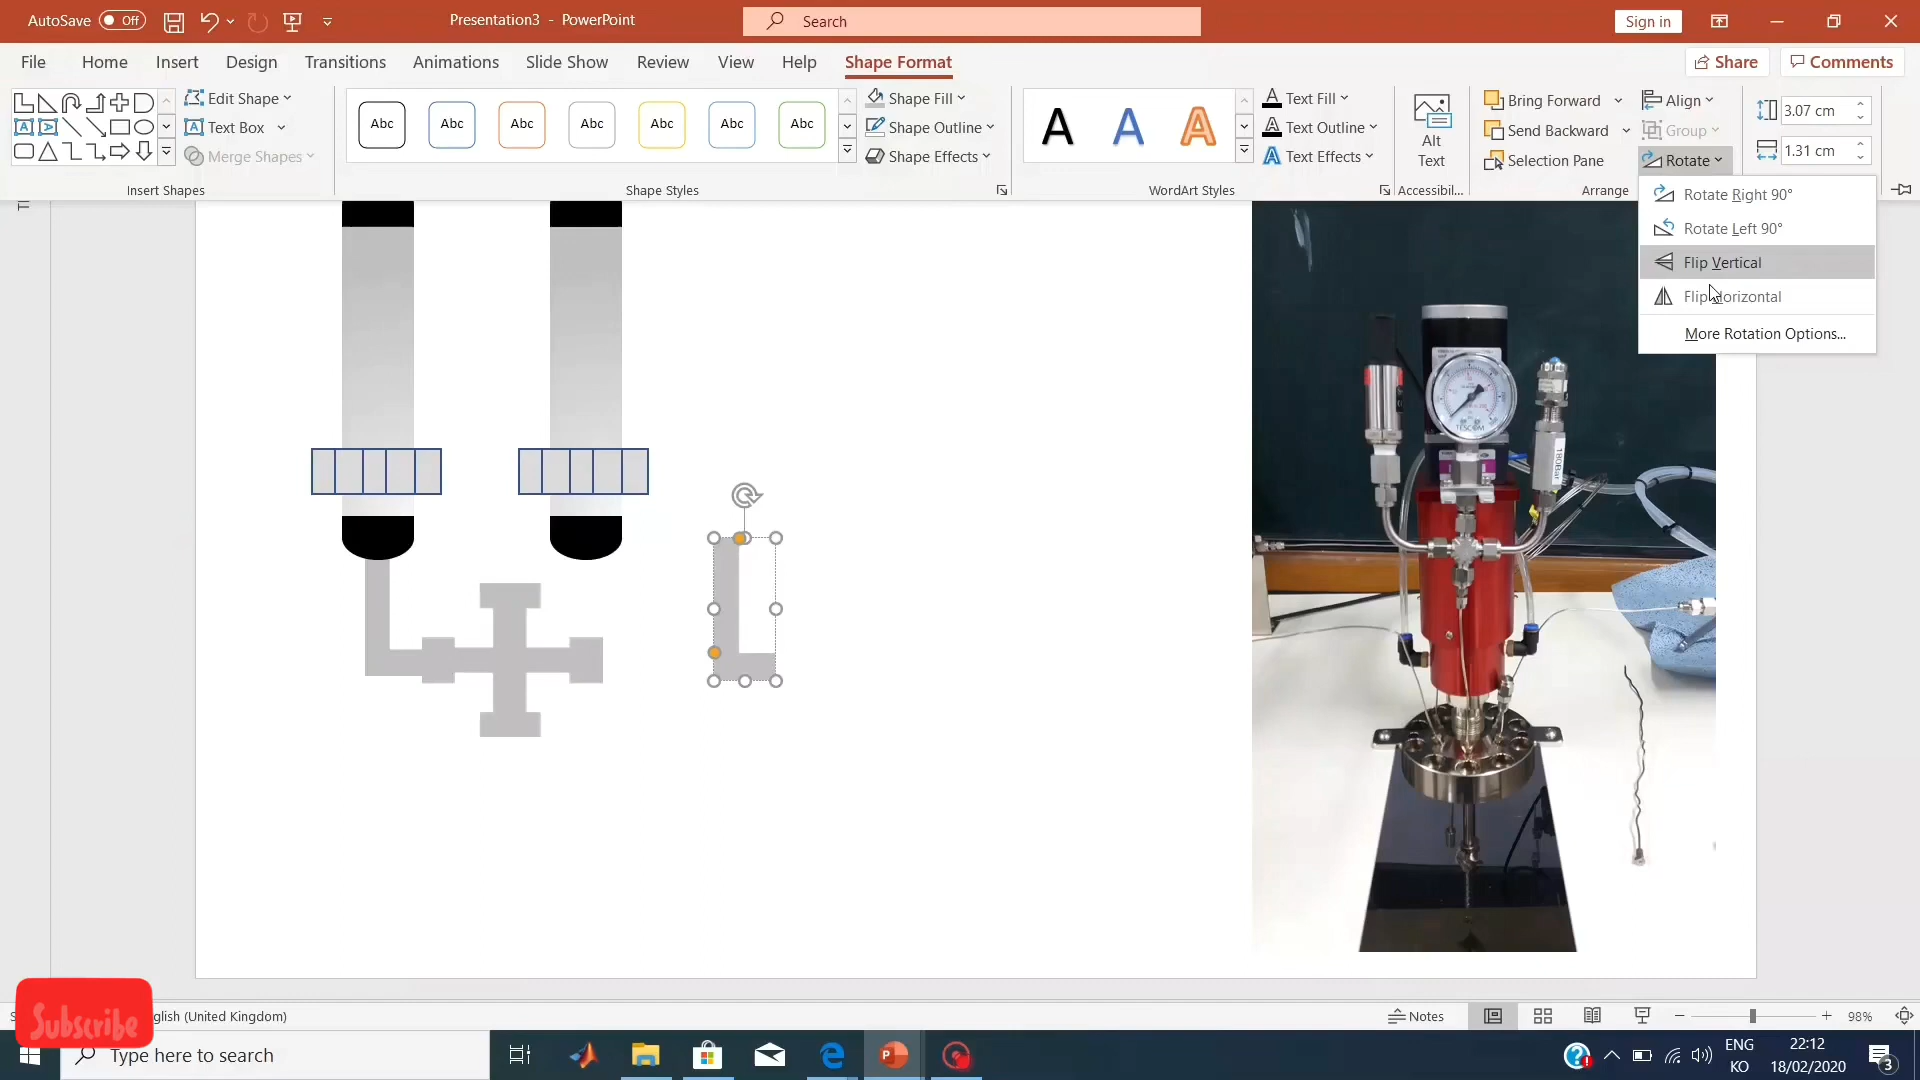 AutoSave Off
Presentation3 - PowerPoint
Search
Sign in
File Home Insert Design Transitions Animations Slide Show Review View Help Shape Format
Share Comments
Edit Shape
Text Box
Merge Shapes
Insert Shapes
Abc Abc Abc Abc Abc Abc Abc
Shape Styles
Shape Fill
Shape Outline
Shape Effects
A A A
WordArt Styles
Text Fill
Text Outline
Text Effects
Alt
Text
Accessibil...
Bring Forward
Send Backward
Selection Pane
Align
Group
Rotate
Arrange
3.07 cm
1.31 cm
Rotate Right 90°
Rotate Left 90°
Flip Vertical
Flip Horizontal
More Rotation Options...
TESCOM
180Bar
Subscribe
glish (United Kingdom)
Notes
98%
Type here to search
ENG
KO
22:12
18/02/2020
3